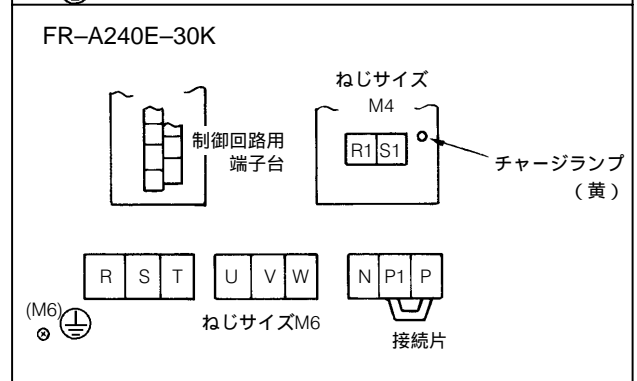 FR–A240E–30K
ねじサイズ
M4
制御回路用
端子台
R1 S1
チャージランプ
(黄)
R S T
U V W
N P1 P
(M6)
ねじサイズM6
接続片